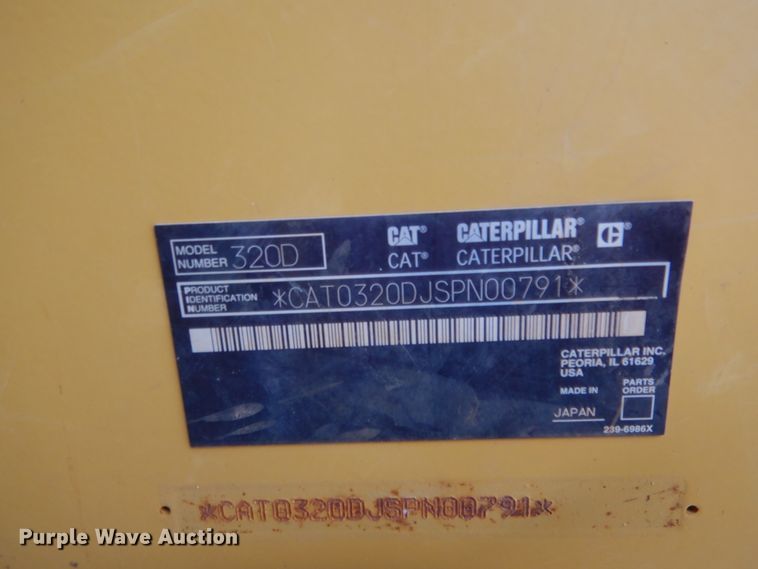 MODEL NUMBER 320D
CAT® CATERPILLAR® C®
CAT® CATERPILLAR®
PRODUCT IDENTIFICATION NUMBER *CAT0320DJSPN00791*
CATERPILLAR INC.
PEORIA, IL 61629
USA
MADE IN
JAPAN
PARTS ORDER
239-6986X
*CAT0320DJSPN00791*
Purple Wave Auction